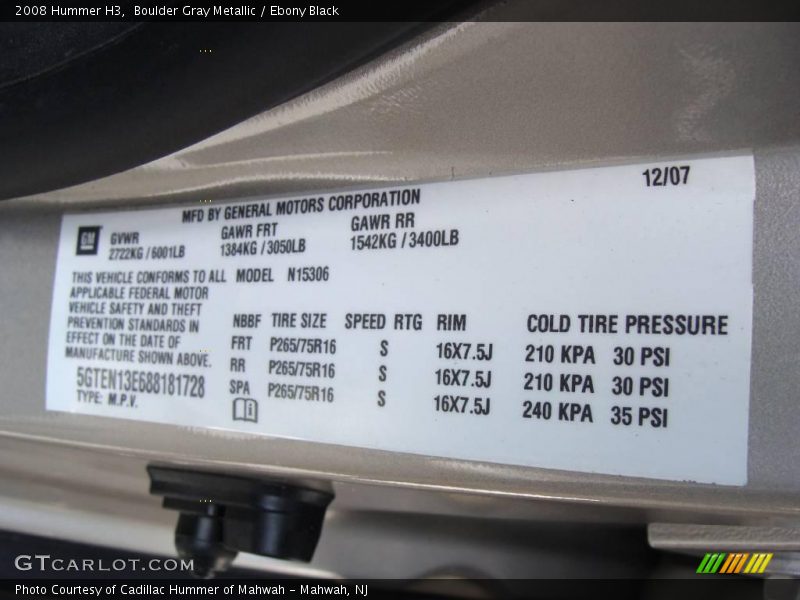 2008 Hummer H3,  Boulder Gray Metallic / Ebony Black
12/07
MFD BY GENERAL MOTORS CORPORATION
GM
GVWR GAWR FRT GAWR RR
2722KG / 6001LB 1384KG / 3050LB 1542KG / 3400LB
THIS VEHICLE CONFORMS TO ALL MODEL N15306
APPLICABLE FEDERAL MOTOR
VEHICLE SAFETY AND THEFT
PREVENTION STANDARDS IN
EFFECT ON THE DATE OF
MANUFACTURE SHOWN ABOVE.
5GTEN13E688181728
TYPE: M.P.V.
NBBF TIRE SIZE SPEED RTG RIM COLD TIRE PRESSURE
FRT P265/75R16 S 16X7.5J 210 KPA 30 PSI
RR P265/75R16 S 16X7.5J 210 KPA 30 PSI
SPA P265/75R16 S 16X7.5J 240 KPA 35 PSI
GTCARLOT.COM
Photo Courtesy of Cadillac Hummer of Mahwah - Mahwah, NJ